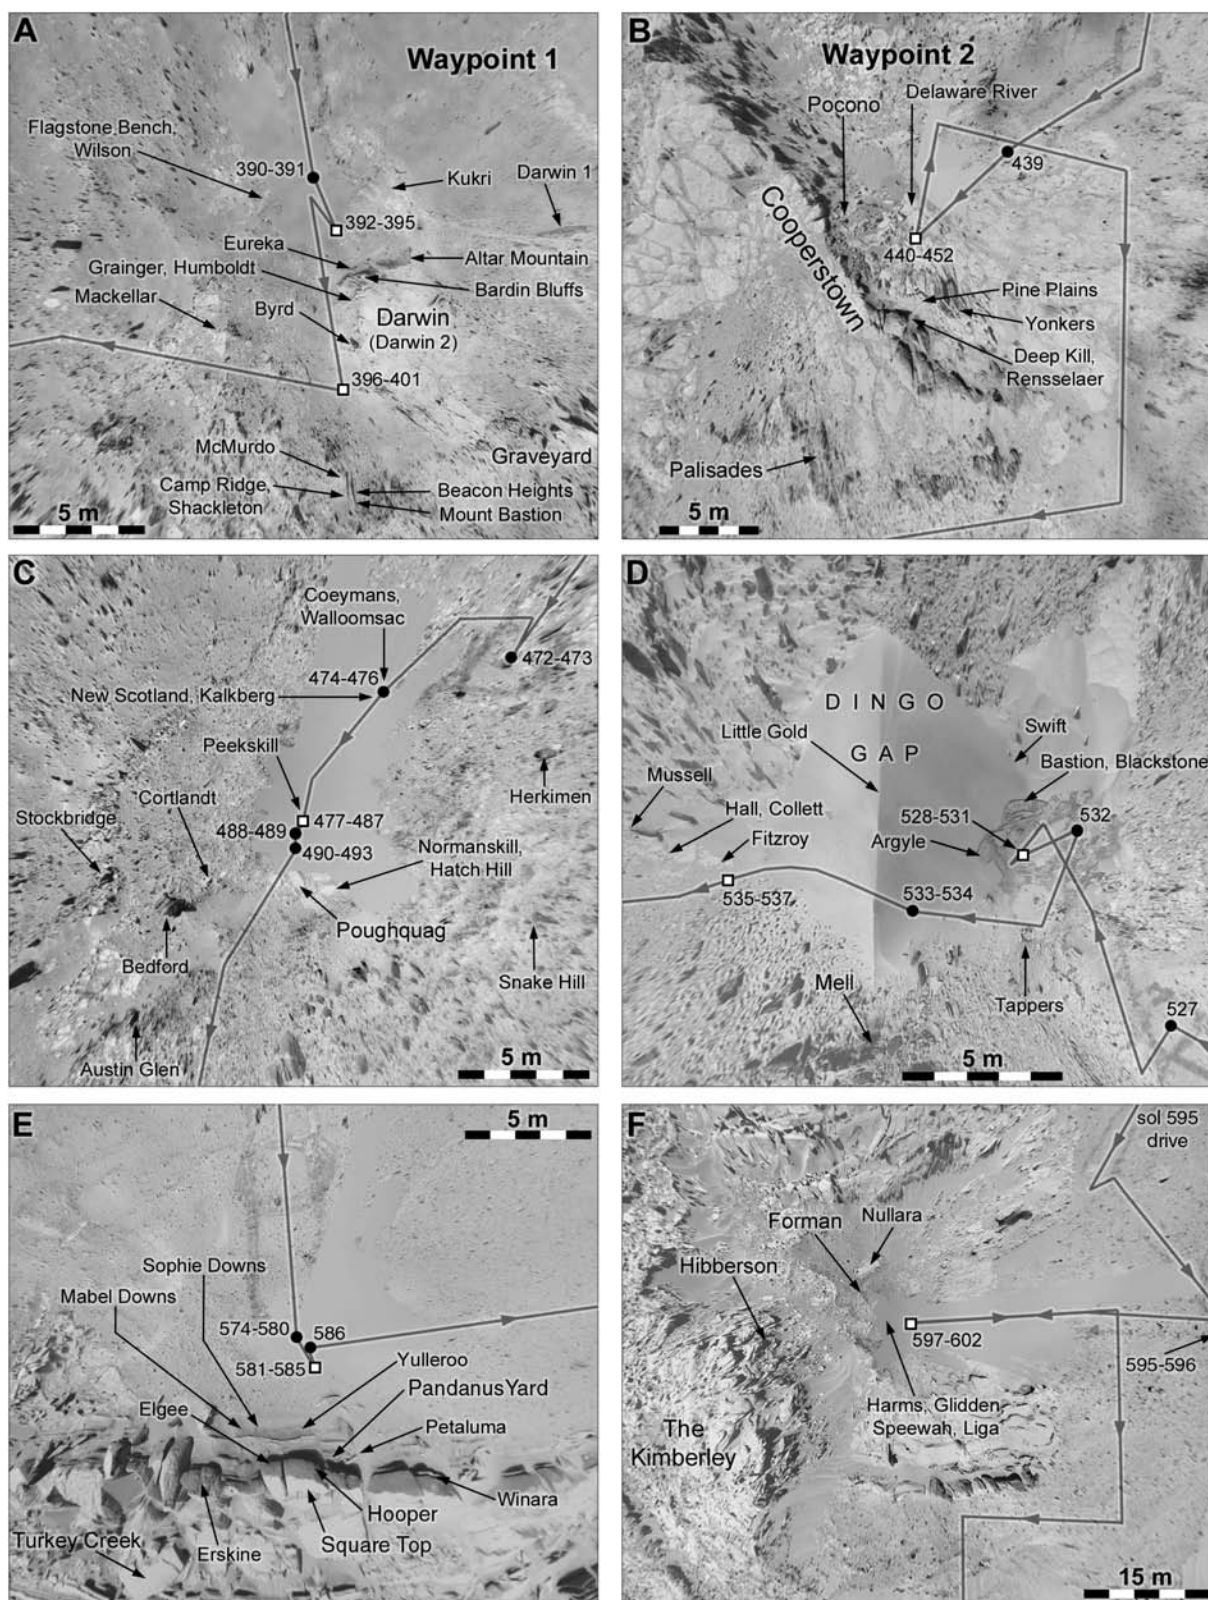 A
Waypoint 1
Flagstone Bench,
Wilson
390-391
Kukri
Darwin 1
392-395
Eureka
Altar Mountain
Grainger, Humboldt
Bardin Bluffs
Mackellar
Byrd
Darwin
(Darwin 2)
396-401
McMurdo
Graveyard
Camp Ridge,
Shackleton
Beacon Heights
Mount Bastion
5 m
B
Waypoint 2
Pocono
Delaware River
439
Cooperstown
440-452
Pine Plains
Yonkers
Deep Kill,
Rensselaer
Palisades
5 m
C
Coeymans,
Walloomsac
472-473
474-476
New Scotland, Kalkberg
Peekskill
Herkimen
Cortlandt
Stockbridge
477-487
488-489
490-493
Normanskill,
Hatch Hill
Poughquag
Bedford
Snake Hill
Austin Glen
5 m
D
DINGO
GAP
Little Gold
Swift
Bastion, Blackstone
Mussell
Hall, Collett
528-531
532
Fitzroy
Argyle
535-537
533-534
Mell
Tappers
527
5 m
E
5 m
Sophie Downs
Mabel Downs
574-580
586
581-585
Yulleroo
Pandanus Yard
Elgee
Petaluma
Winara
Hooper
Turkey Creek
Erskine
Square Top
F
sol 595
drive
Forman
Nullara
Hibberson
597-602
595-596
Harms, Glidden,
Speewah, Liga
The
Kimberley
15 m